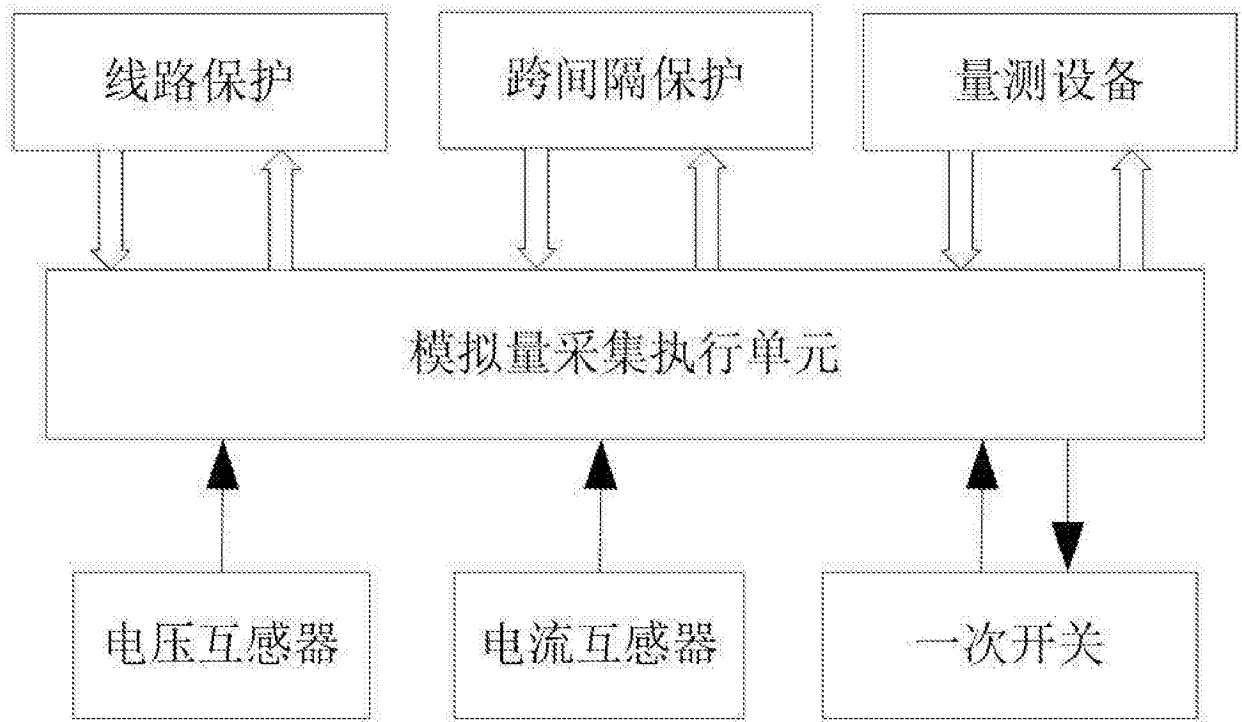 线路保护
跨间隔保护
量测设备
模拟量采集执行单元
电压互感器
电流互感器
一次开关